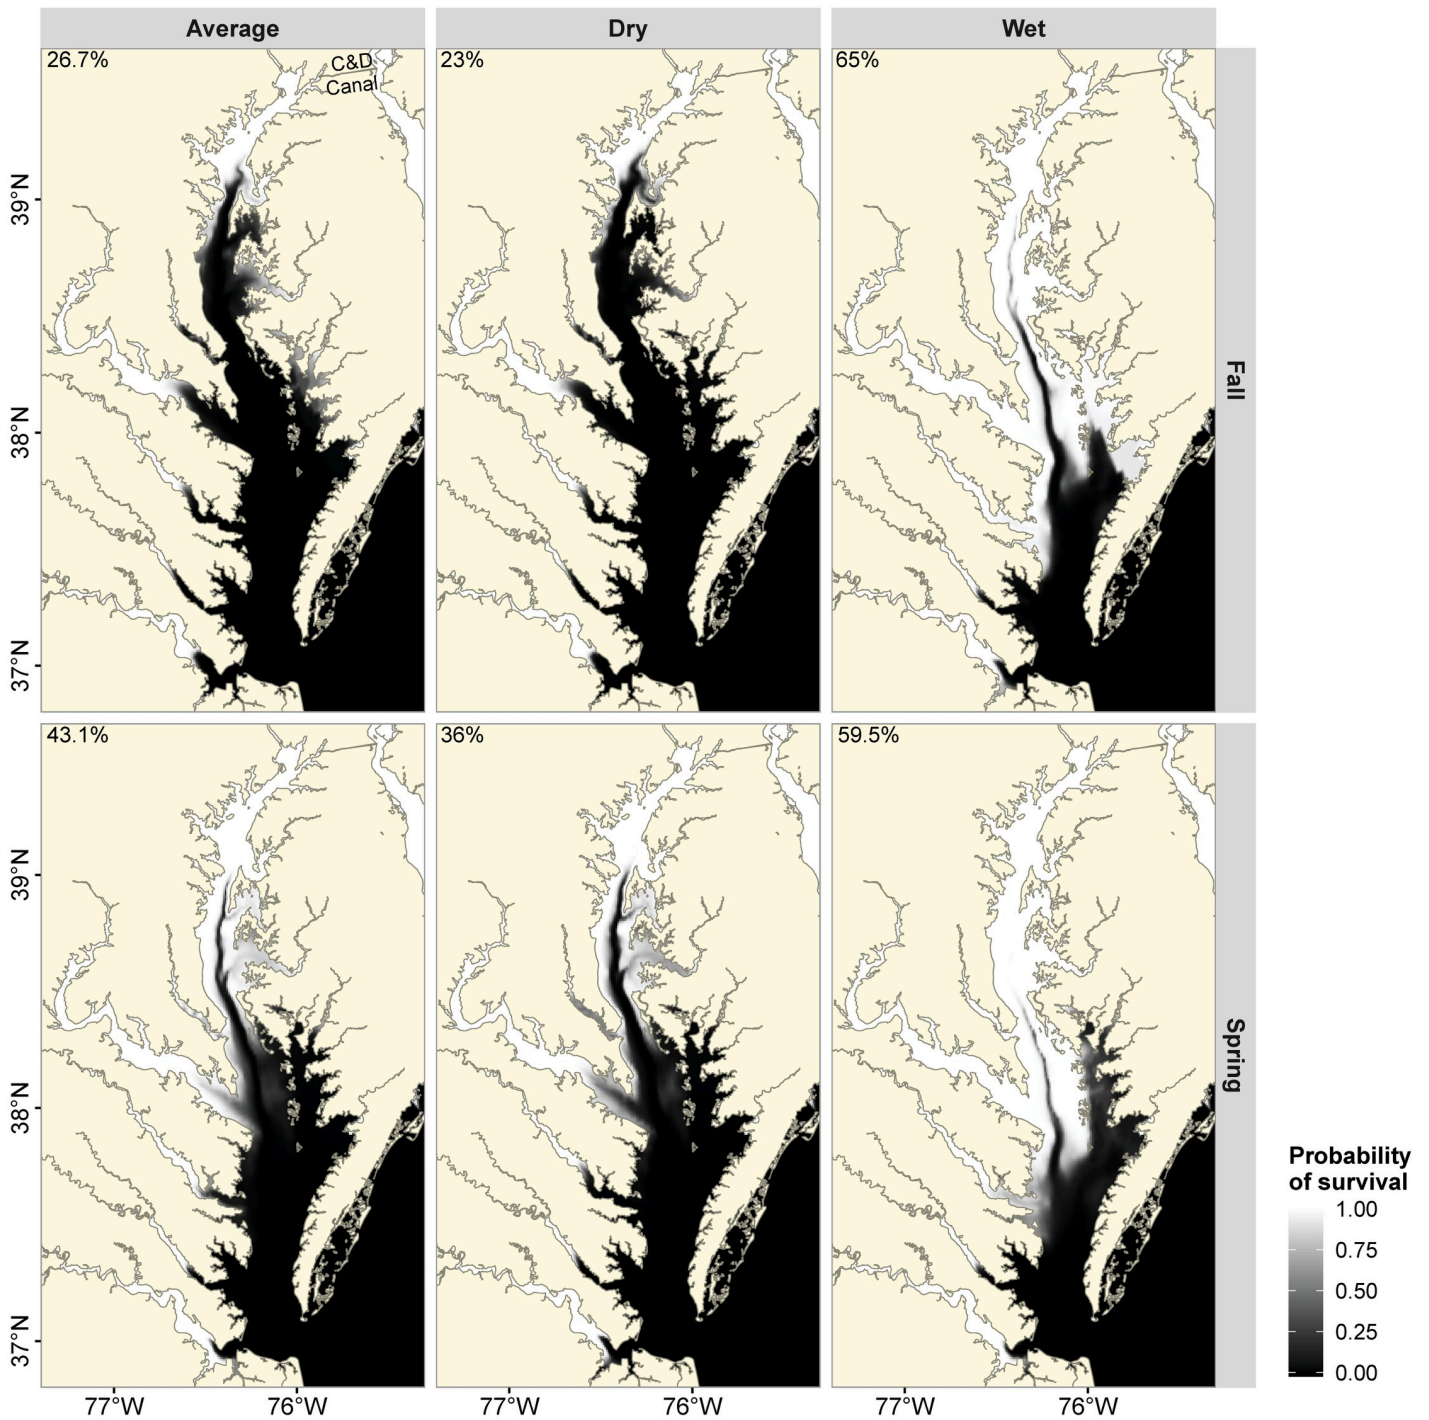 Average
Dry
Wet
26.7%
C&D
Canal
23%
65%
39°N
38°N
37°N
Fall
43.1%
36%
59.5%
39°N
38°N
37°N
Spring
77°W
76°W
77°W
76°W
77°W
76°W
Probability
of survival
1.00
0.75
0.50
0.25
0.00